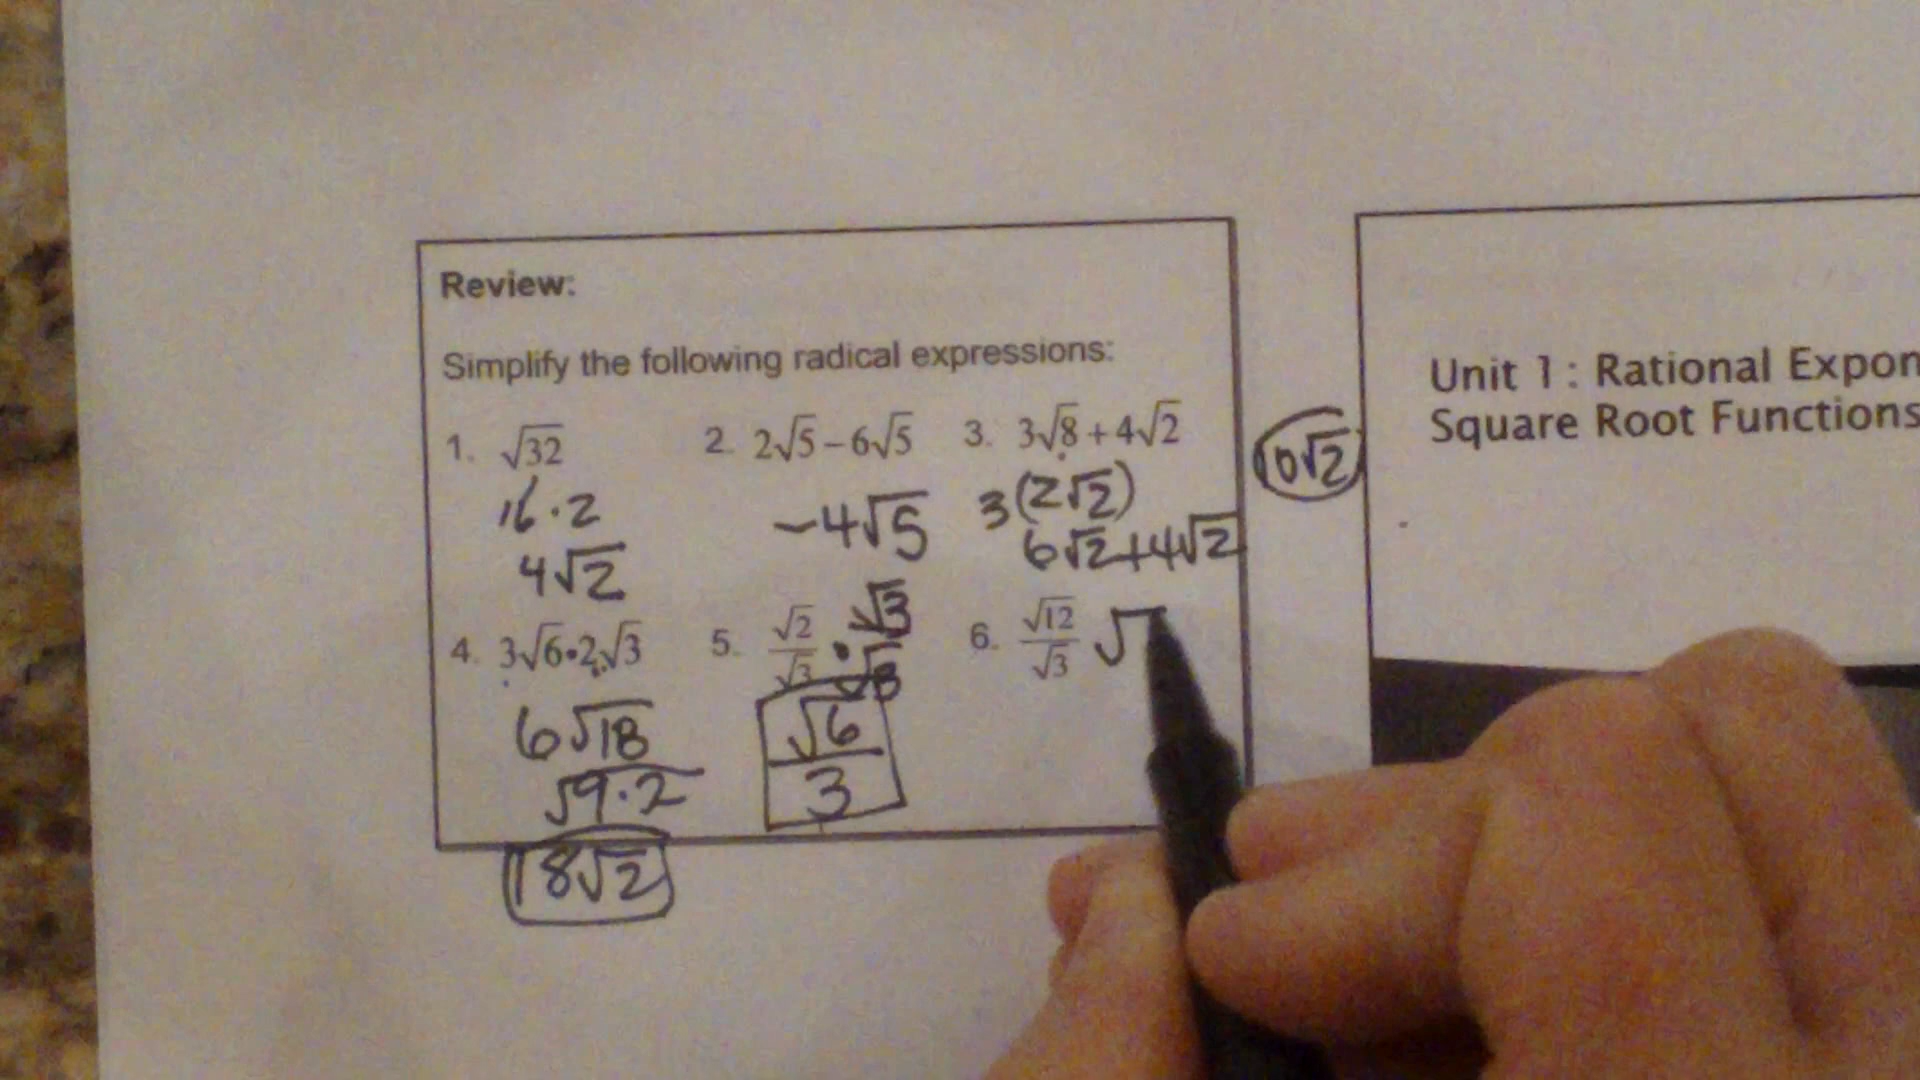 Review:
Simplify the following radical expressions:
1. √32
16·2
4√2
2. 2√5−6√5
−4√5
3. 3√8+4√2
3(2√2)
6√2+4√2
10√2
4. 3√6•2√3
6√18
√9·2
18√2
5. √2/√3 • √3/√3
√6/3
6. √12/√3 √
Unit 1: Rational Expon
Square Root Functions